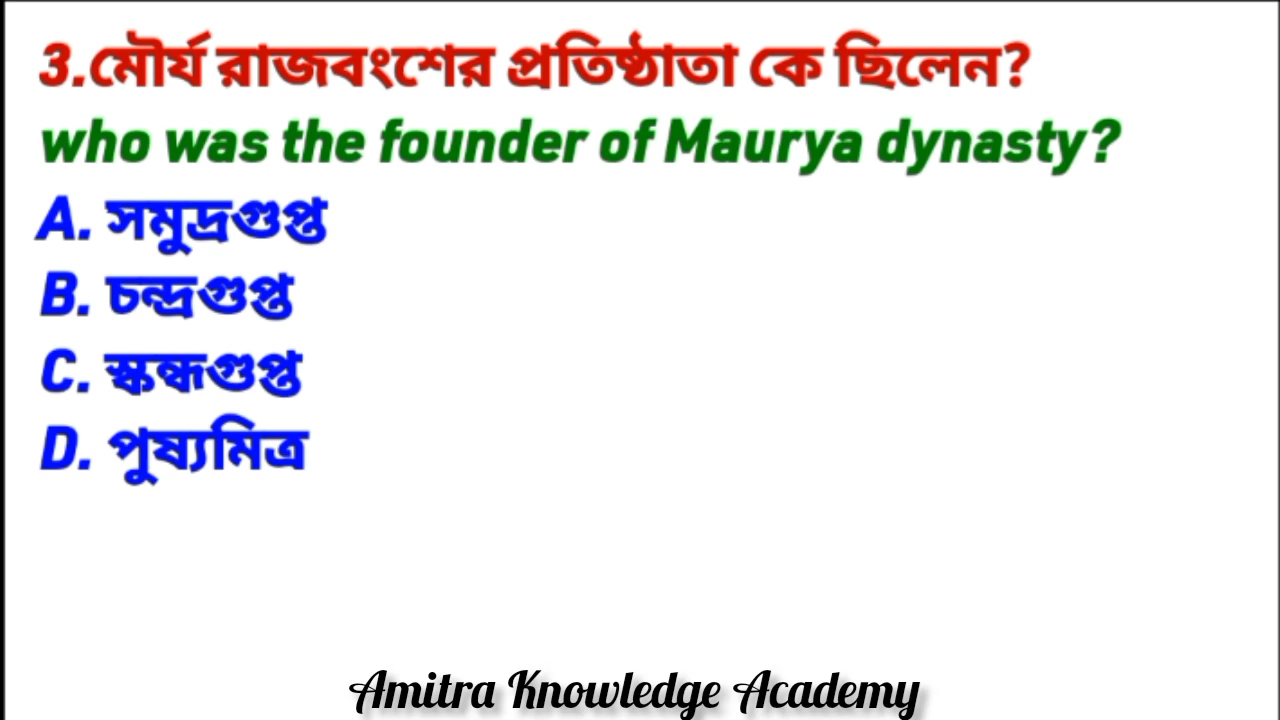 3.মৌর্য রাজবংশের প্রতিষ্ঠাতা কে ছিলেন?
who was the founder of Maurya dynasty?
A. সমুদ্রগুপ্ত
B. চন্দ্রগুপ্ত
C. স্কন্ধগুপ্ত
D. পুষ্যমিত্র
Amitra Knowledge Academy